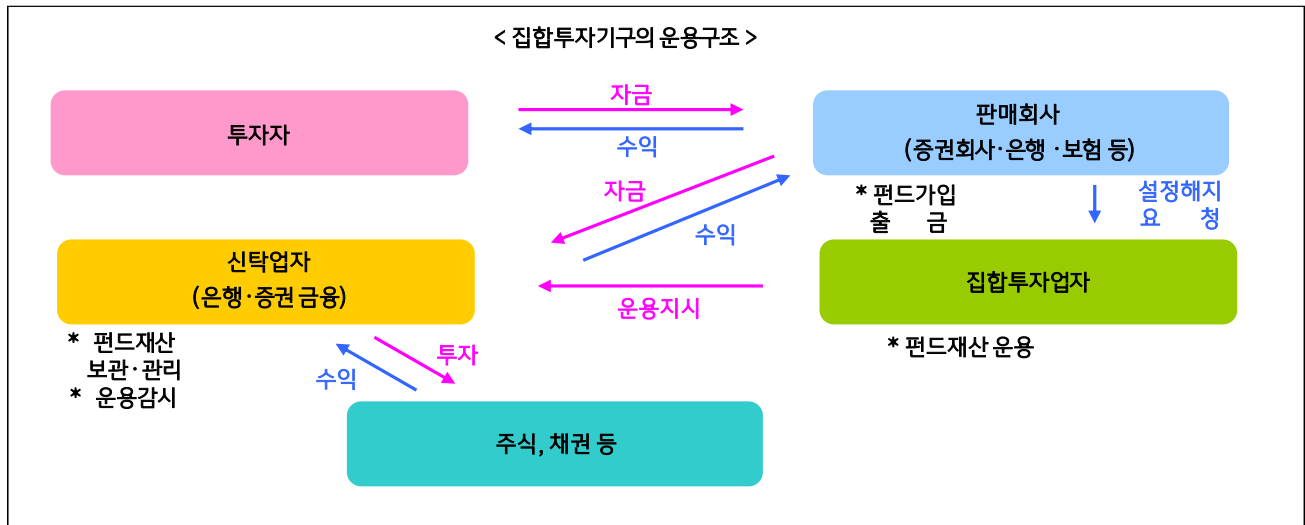 < 집합투자기구의 운용구조 >
투자자
자금
수익
판매회사
(증권회사·은행 ·보험 등)
* 펀드가입
출 금
설정해지
요 청
자금
수익
신탁업자
(은행·증권 금융)
운용지시
집합투자업자
* 펀드재산
보관·관리
* 운용감시
* 펀드재산 운용
투자
수익
주식, 채권 등